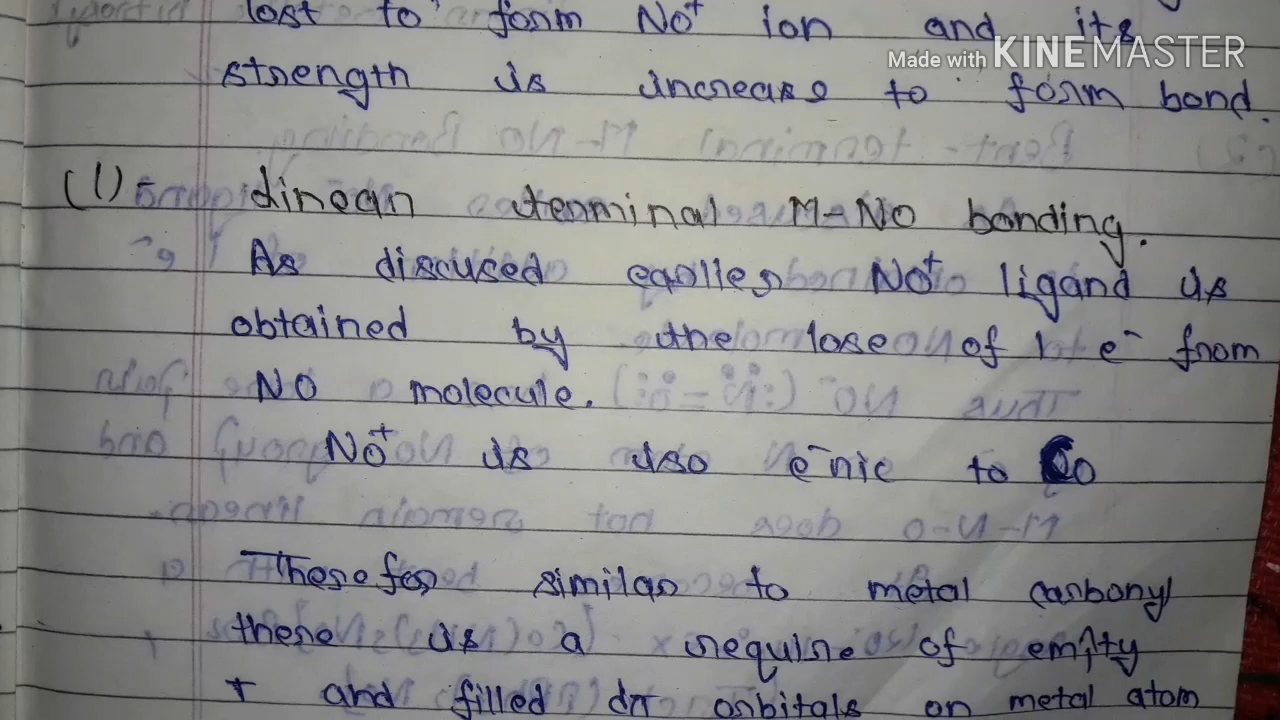 lost to form No⁺ ion and its
Made with KINEMASTER
strength is increase to form bond.
(1) linear terminal M-No bonding.
As discused earlier No⁺ ligand is
obtained by the lose of 1 e⁻ from
NO molecule.
No⁺ is iso e⁻nic to Co
Therefor similar to metal carbonyl
there is a require of empty
and filled dπ orbitals on metal atom